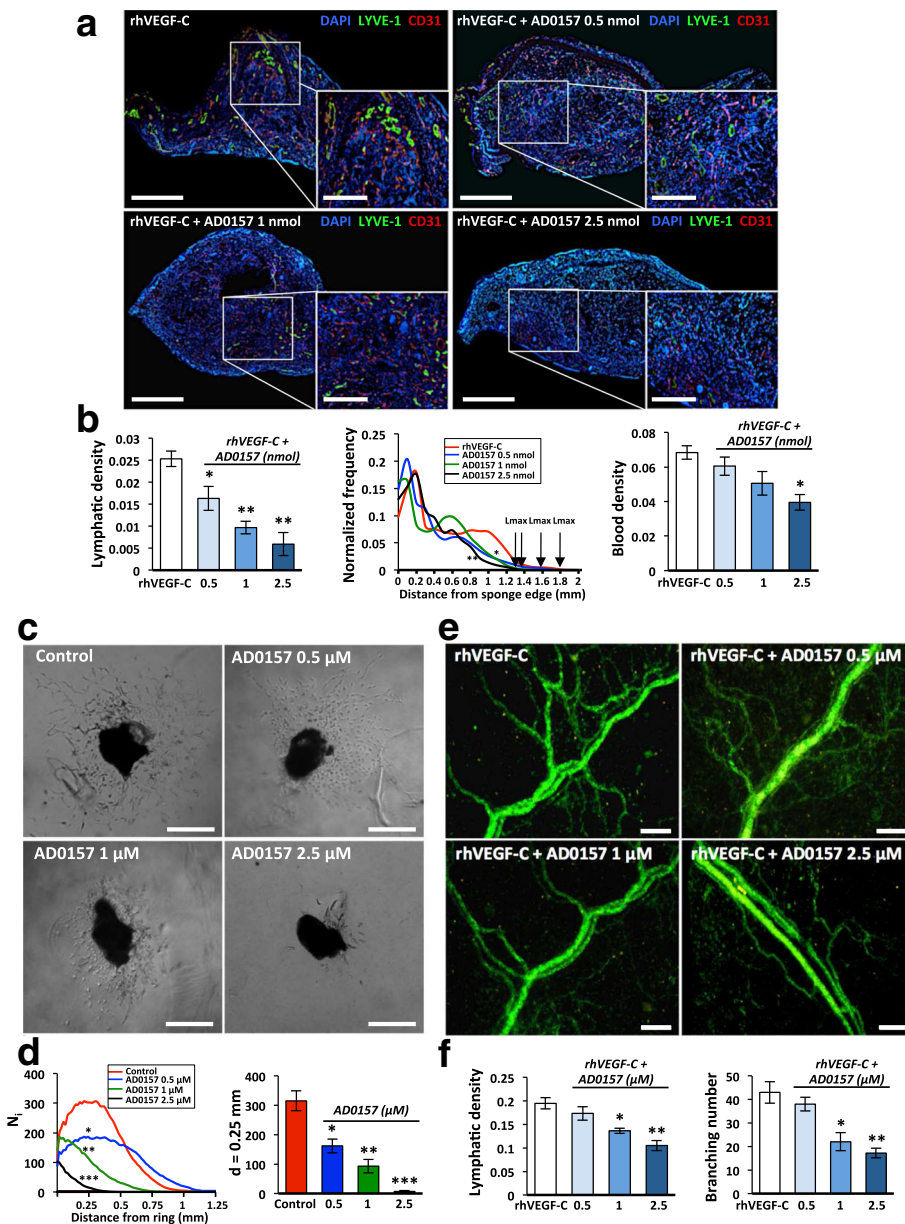 a
rhVEGF-C DAPI LYVE-1 CD31
rhVEGF-C + AD0157 0.5 nmol DAPI LYVE-1 CD31
rhVEGF-C + AD0157 1 nmol DAPI LYVE-1 CD31
rhVEGF-C + AD0157 2.5 nmol DAPI LYVE-1 CD31
b
Lymphatic density
0.03
0.025
0.02
0.015
0.01
0.005
rhVEGF-C +
AD0157 (nmol)
*
**
**
rhVEGF-C 0.5 1 2.5
Normalized frequency
0.25
0.2
0.15
0.1
0.05
0
rhVEGF-C
AD0157 0.5 nmol
AD0157 1 nmol
AD0157 2.5 nmol
Lmax Lmax Lmax
**
*
0 0.2 0.4 0.6 0.8 1 1.2 1.4 1.6 1.8 2
Distance from sponge edge (mm)
Blood density
0.08
0.06
0.04
0.02
0
rhVEGF-C +
AD0157 (nmol)
*
rhVEGF-C 0.5 1 2.5
c
Control
AD0157 0.5 µM
AD0157 1 µM
AD0157 2.5 µM
d
Ni
400
300
200
100
0
Control
AD0157 0.5 µM
AD0157 1 µM
AD0157 2.5 µM
*
**
***
0.25 0.5 0.75 1 1.25
Distance from ring (mm)
d = 0,25 mm
400
300
200
100
0
AD0157 (µM)
*
**
***
Control 0.5 1 2.5
e
rhVEGF-C
rhVEGF-C + AD0157 0.5 µM
rhVEGF-C + AD0157 1 µM
rhVEGF-C + AD0157 2.5 µM
f
Lymphatic density
0.25
0.2
0.15
0.1
0.05
0
rhVEGF-C +
AD0157 (µM)
*
**
rhVEGF-C 0.5 1 2.5
Branching number
50
40
30
20
10
0
rhVEGF-C +
AD0157 (µM)
*
**
rhVEGF-C 0.5 1 2.5